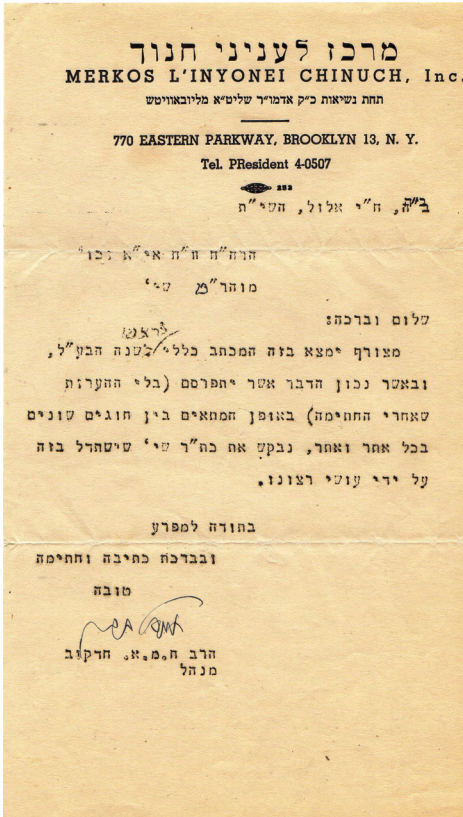 מרכז לעניני חנוך
MERKOS L'INYONEI CHINUCH, Inc.
תחת נשיאות כ"ק אדמו"ר שליט"א מליובאוויטש
770 EASTERN PARKWAY, BROOKLYN 13, N. Y.
Tel. PResident 4-0507
253
ב"ה, ח"י אלול, השי"ת
הרה"ח וו"ח אי"א נכו'
מוהר"מ שי'
שלום וברכה:
לראש
מצורף ימצא בזה המכתב כללי לשנה הבע"ל,
ובאשר נכון הדבר אשר יתפרסם (בלי ההערות
שאחרי החתימה) באופן המתאים בין חוגים שונים
בכל אתר ואתר, נבקש את כת"ר שי' שישתדל בזה
על ידי עושי רצונו.
בתודה למפרע
ובברכת כתיבה וחתימה
טובה
הרב ח.מ.א. חדקוב
מנהל